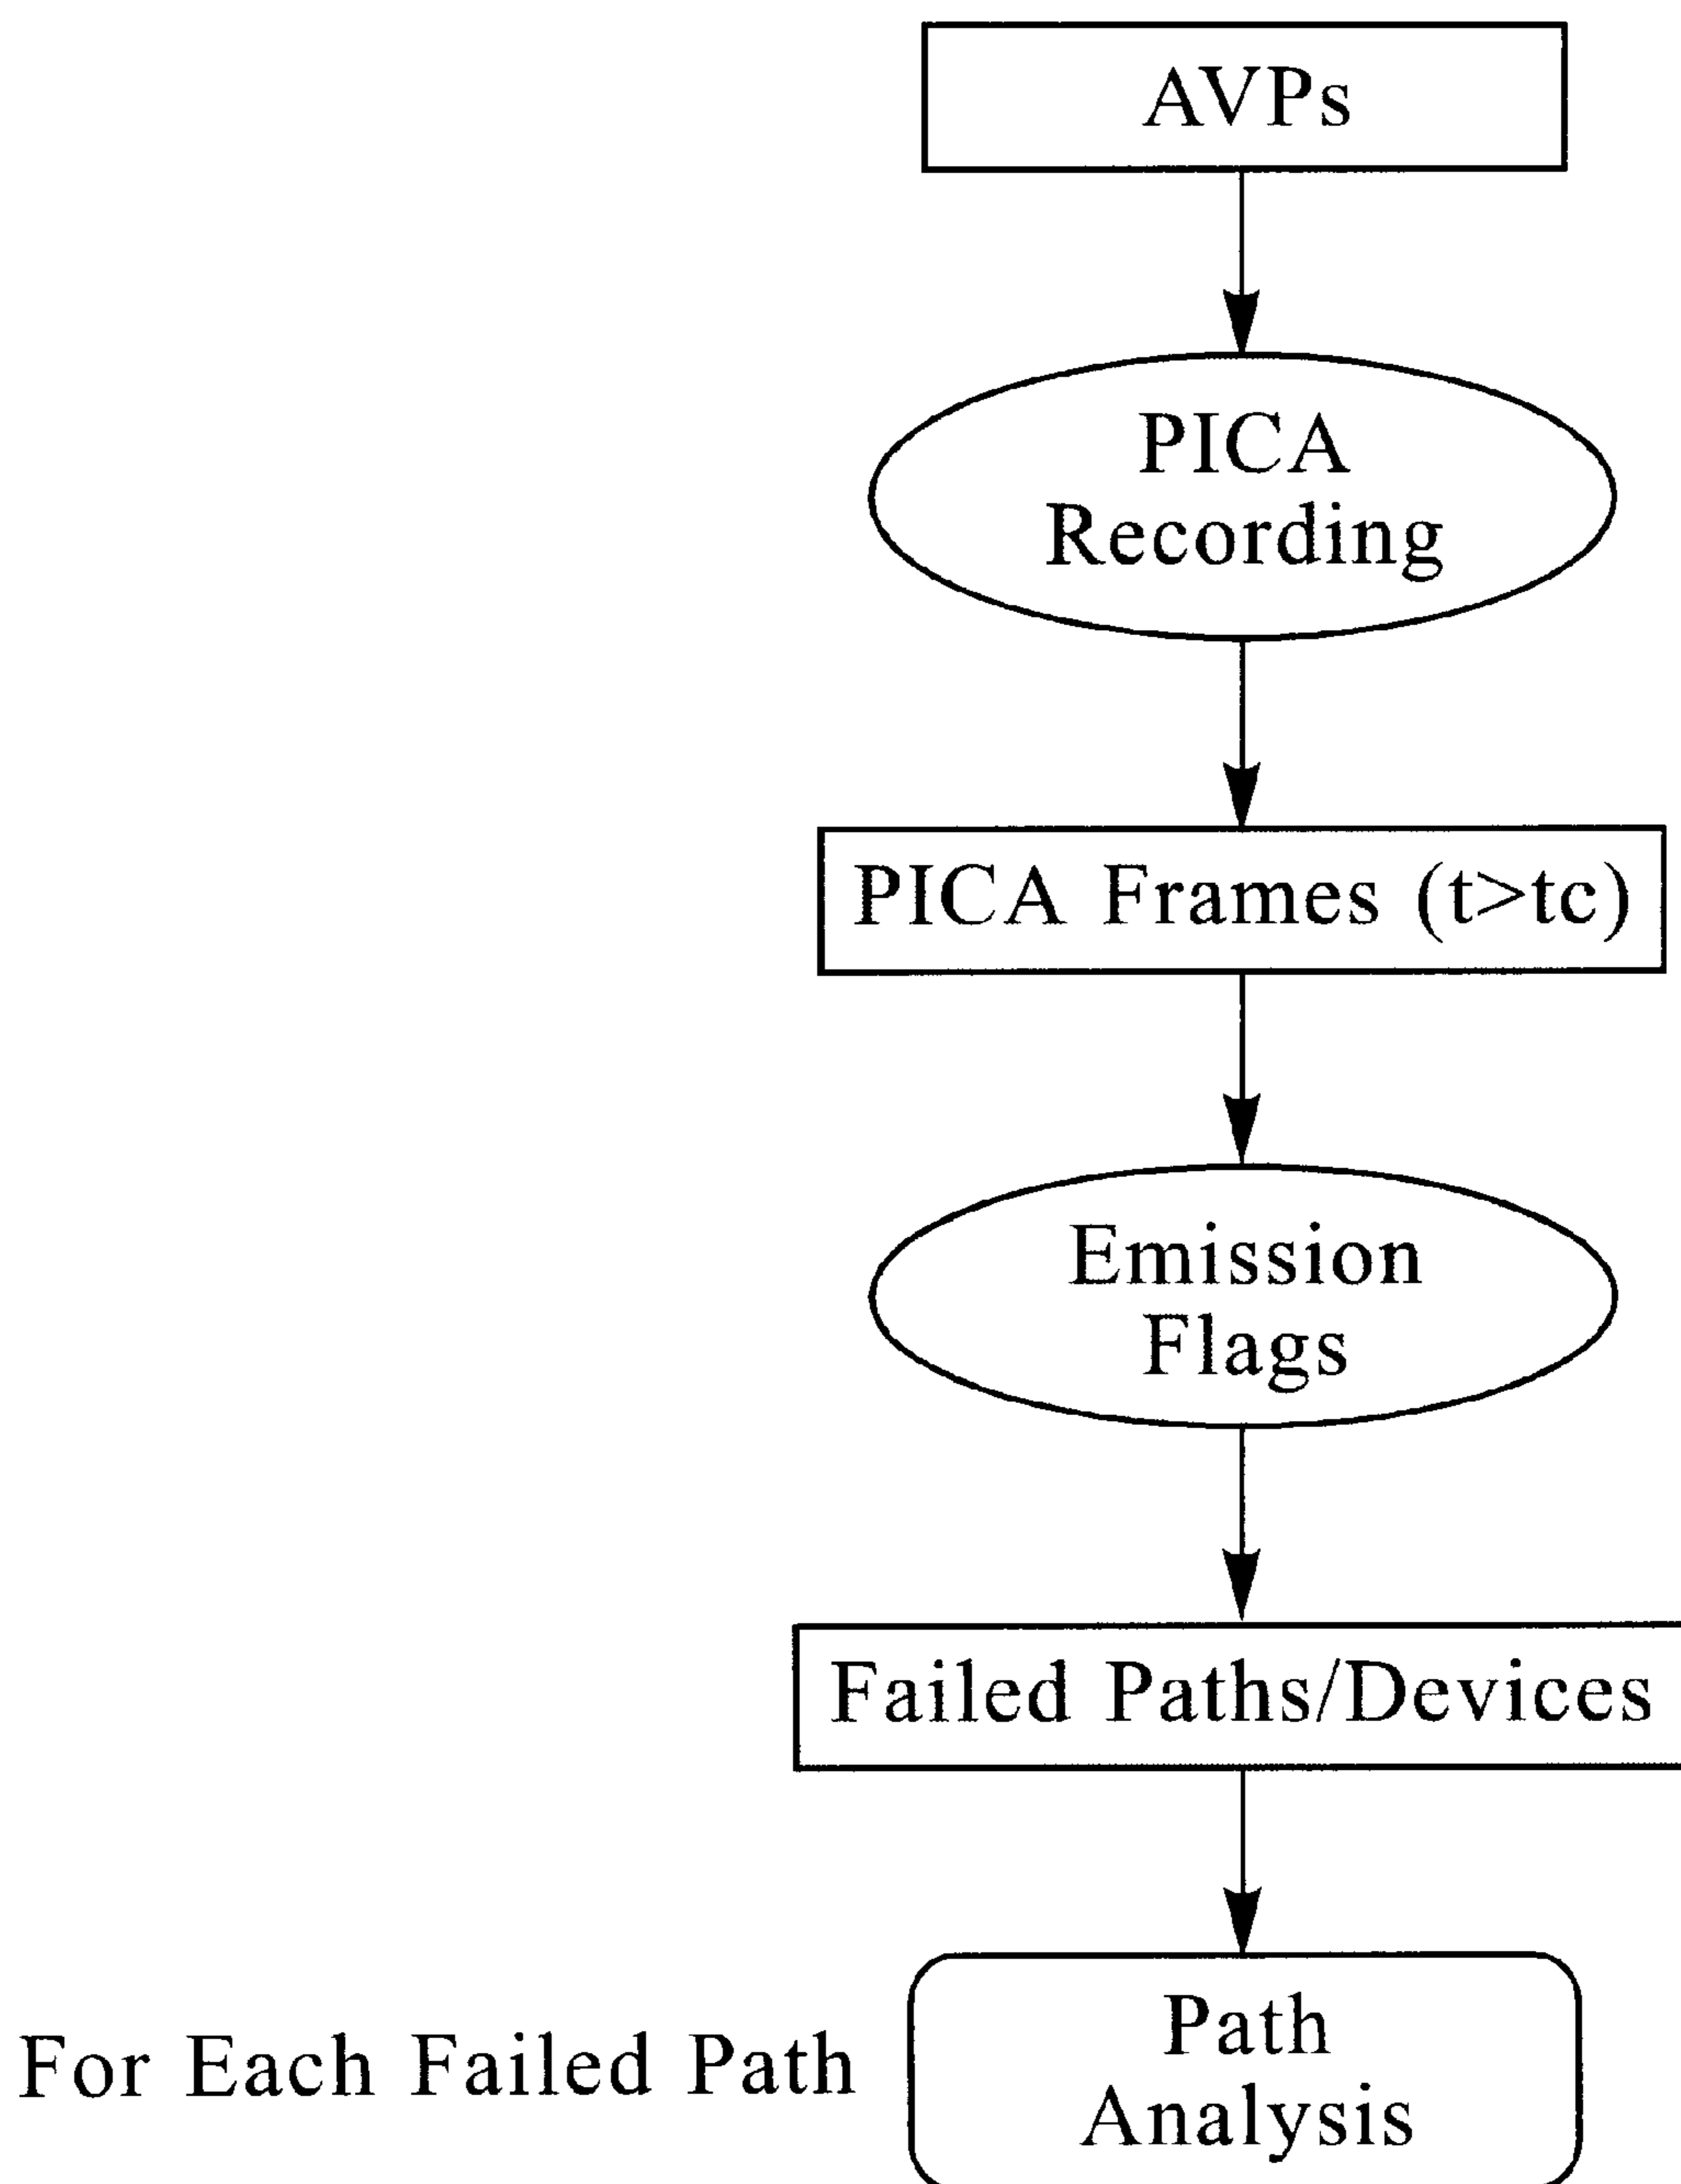 AVPs
PICA
Recording
PICA Frames (t>tc)
Emission
Flags
Failed Paths/Devices
For Each Failed Path
Path
Analysis